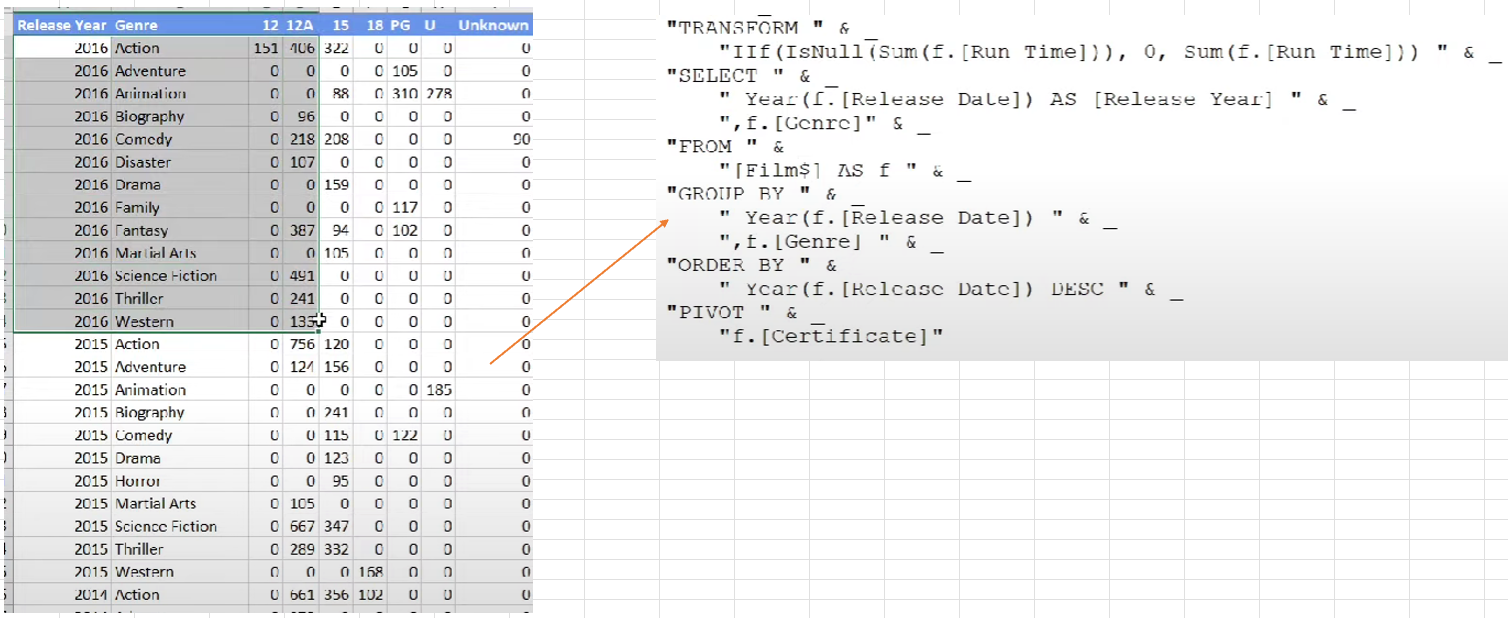 Release Year Genre 12 12A 15 18 PG U Unknown
2016 Action 151 406 322 0 0 0 0
2016 Adventure 0 0 0 0 105 0 0
2016 Animation 0 0 88 0 310 278 0
2016 Biography 0 96 0 0 0 0 0
2016 Comedy 0 218 208 0 0 0 90
2016 Disaster 0 107 0 0 0 0 0
2016 Drama 0 0 159 0 0 0 0
2016 Family 0 0 0 0 117 0 0
2016 Fantasy 0 387 94 0 102 0 0
2016 Martial Arts 0 0 105 0 0 0 0
2016 Science Fiction 0 491 0 0 0 0 0
2016 Thriller 0 241 0 0 0 0 0
2016 Western 0 0 0 0 0 0
2015 Action 0 756 120 0 0 0 0
2015 Adventure 0 124 156 0 0 0 0
2015 Animation 0 0 0 0 0 185 0
2015 Biography 0 0 241 0 0 0 0
2015 Comedy 0 0 115 0 122 0 0
2015 Drama 0 0 123 0 0 0 0
2015 Horror 0 0 95 0 0 0 0
2015 Martial Arts 0 105 0 0 0 0 0
2015 Science Fiction 0 667 347 0 0 0 0
2015 Thriller 0 289 332 0 0 0 0
2015 Western 0 0 0 168 0 0 0
2014 Action 0 661 356 102 0 0 0
"TRANSFORM " & _
"IIf(IsNull(Sum(f.[Run Time])), 0, Sum(f.[Run Time])) " & _
"SELECT " & _
" Year(f.[Release Date]) AS [Release Year] " & _
",f.[Genre]" & _
"FROM " & _
"[Film$] AS f " & _
"GROUP BY " & _
" Year(f.[Release Date]) " & _
",f.[Genre] " & _
"ORDER BY " & _
" Year(f.[Release Date]) DESC " & _
"PIVOT " & _
"f.[Certificate]"